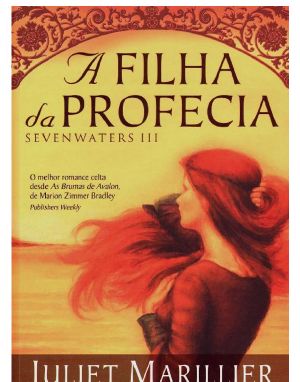 A FILHA
da PROFECIA
SEVENWATERS III
O melhor romance celta
desde As Brumas de Avalon,
de Marion Zimmer Bradley
Publishers Weekly
JULIET MARILLIER